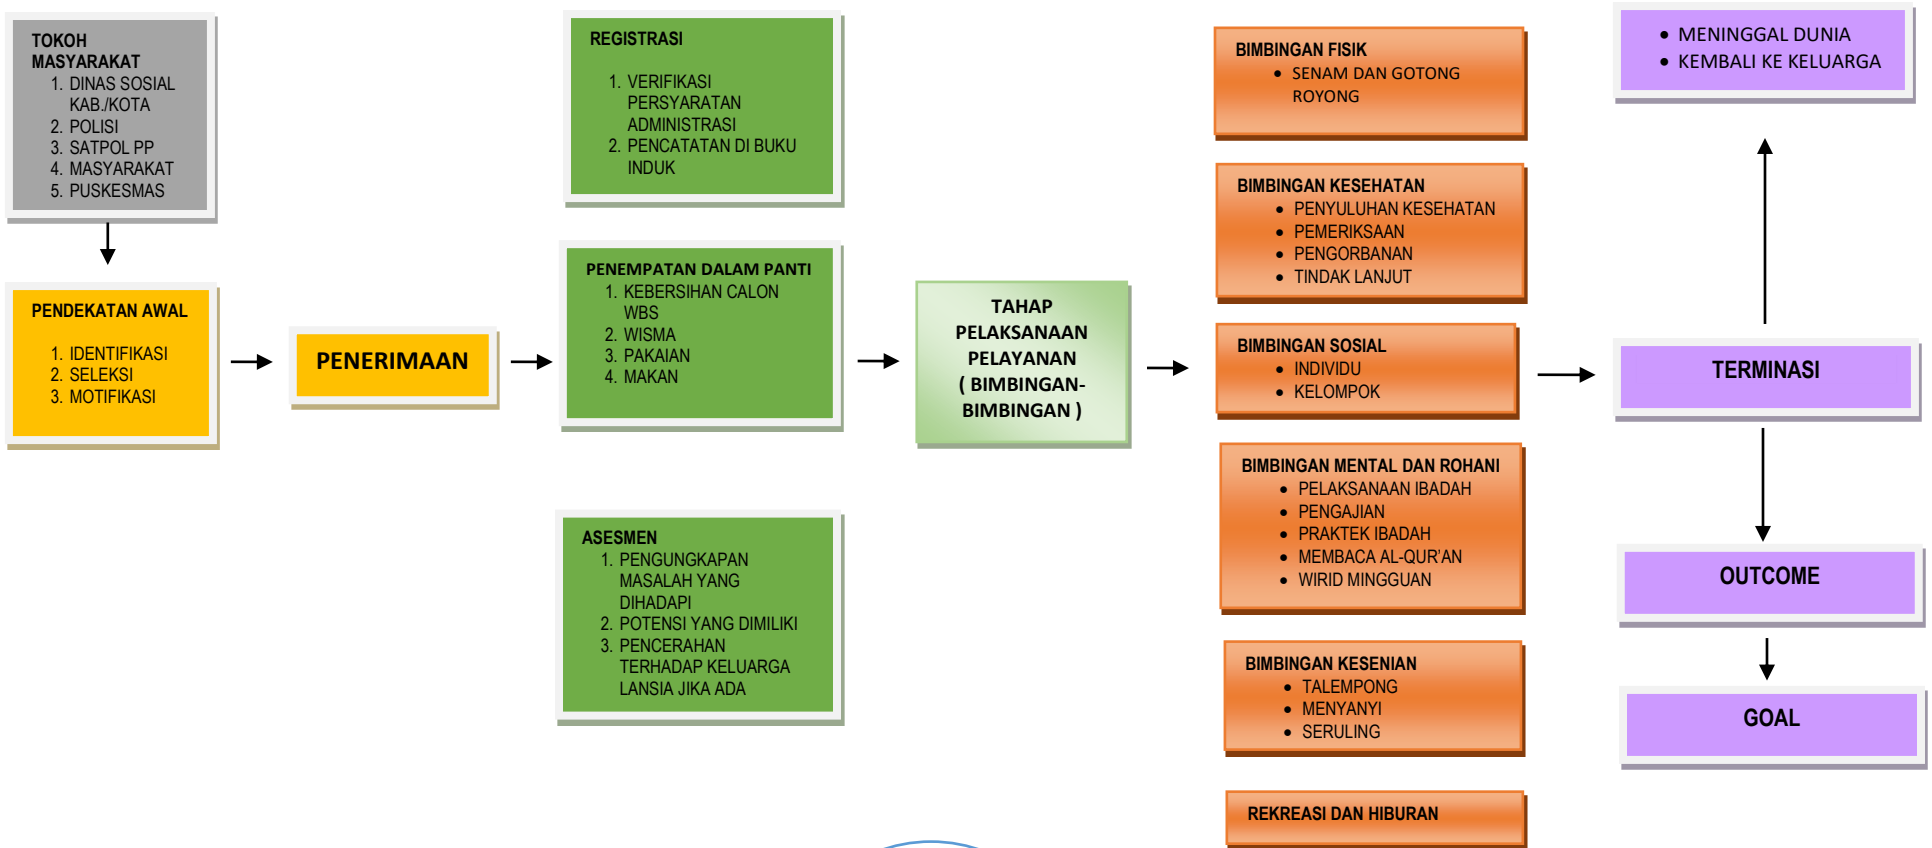 TOKOH
MASYARAKAT
1. DINAS SOSIAL
KAB./KOTA
2. POLISI
3. SATPOL PP
4. MASYARAKAT
5. PUSKESMAS
PENDEKATAN AWAL
1. IDENTIFIKASI
2. SELEKSI
3. MOTIFIKASI
PENERIMAAN
REGISTRASI
1. VERIFIKASI
PERSYARATAN
ADMINISTRASI
2. PENCATATAN DI BUKU
INDUK
PENEMPATAN DALAM PANTI
1. KEBERSIHAN CALON
WBS
2. WISMA
3. PAKAIAN
4. MAKAN
ASESMEN
1. PENGUNGKAPAN
MASALAH YANG
DIHADAPI
2. POTENSI YANG DIMILIKI
3. PENCERAHAN
TERHADAP KELUARGA
LANSIA JIKA ADA
TAHAP
PELAKSANAAN
PELAYANAN
( BIMBINGAN-
BIMBINGAN )
BIMBINGAN FISIK
• SENAM DAN GOTONG
ROYONG
BIMBINGAN KESEHATAN
• PENYULUHAN KESEHATAN
• PEMERIKSAAN
• PENGORBANAN
• TINDAK LANJUT
BIMBINGAN SOSIAL
• INDIVIDU
• KELOMPOK
BIMBINGAN MENTAL DAN ROHANI
• PELAKSANAAN IBADAH
• PENGAJIAN
• PRAKTEK IBADAH
• MEMBACA AL-QUR’AN
• WIRID MINGGUAN
BIMBINGAN KESENIAN
• TALEMPONG
• MENYANYI
• SERULING
REKREASI DAN HIBURAN
• MENINGGAL DUNIA
• KEMBALI KE KELUARGA
TERMINASI
OUTCOME
GOAL